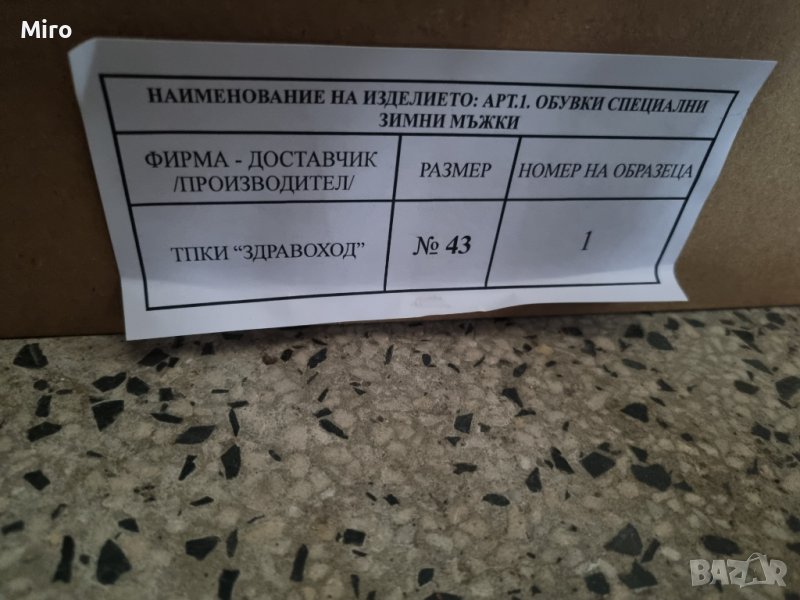 Miro
НАИМЕНОВАНИЕ НА ИЗДЕЛИЕТО: АРТ.1. ОБУВКИ СПЕЦИАЛНИ
ЗИМНИ МЪЖКИ
ФИРМА - ДОСТАВЧИК
/ПРОИЗВОДИТЕЛ/
РАЗМЕР
НОМЕР НА ОБРАЗЕЦА
ТПКИ “ЗДРАВОХОД”
№ 43
1
BAZAR